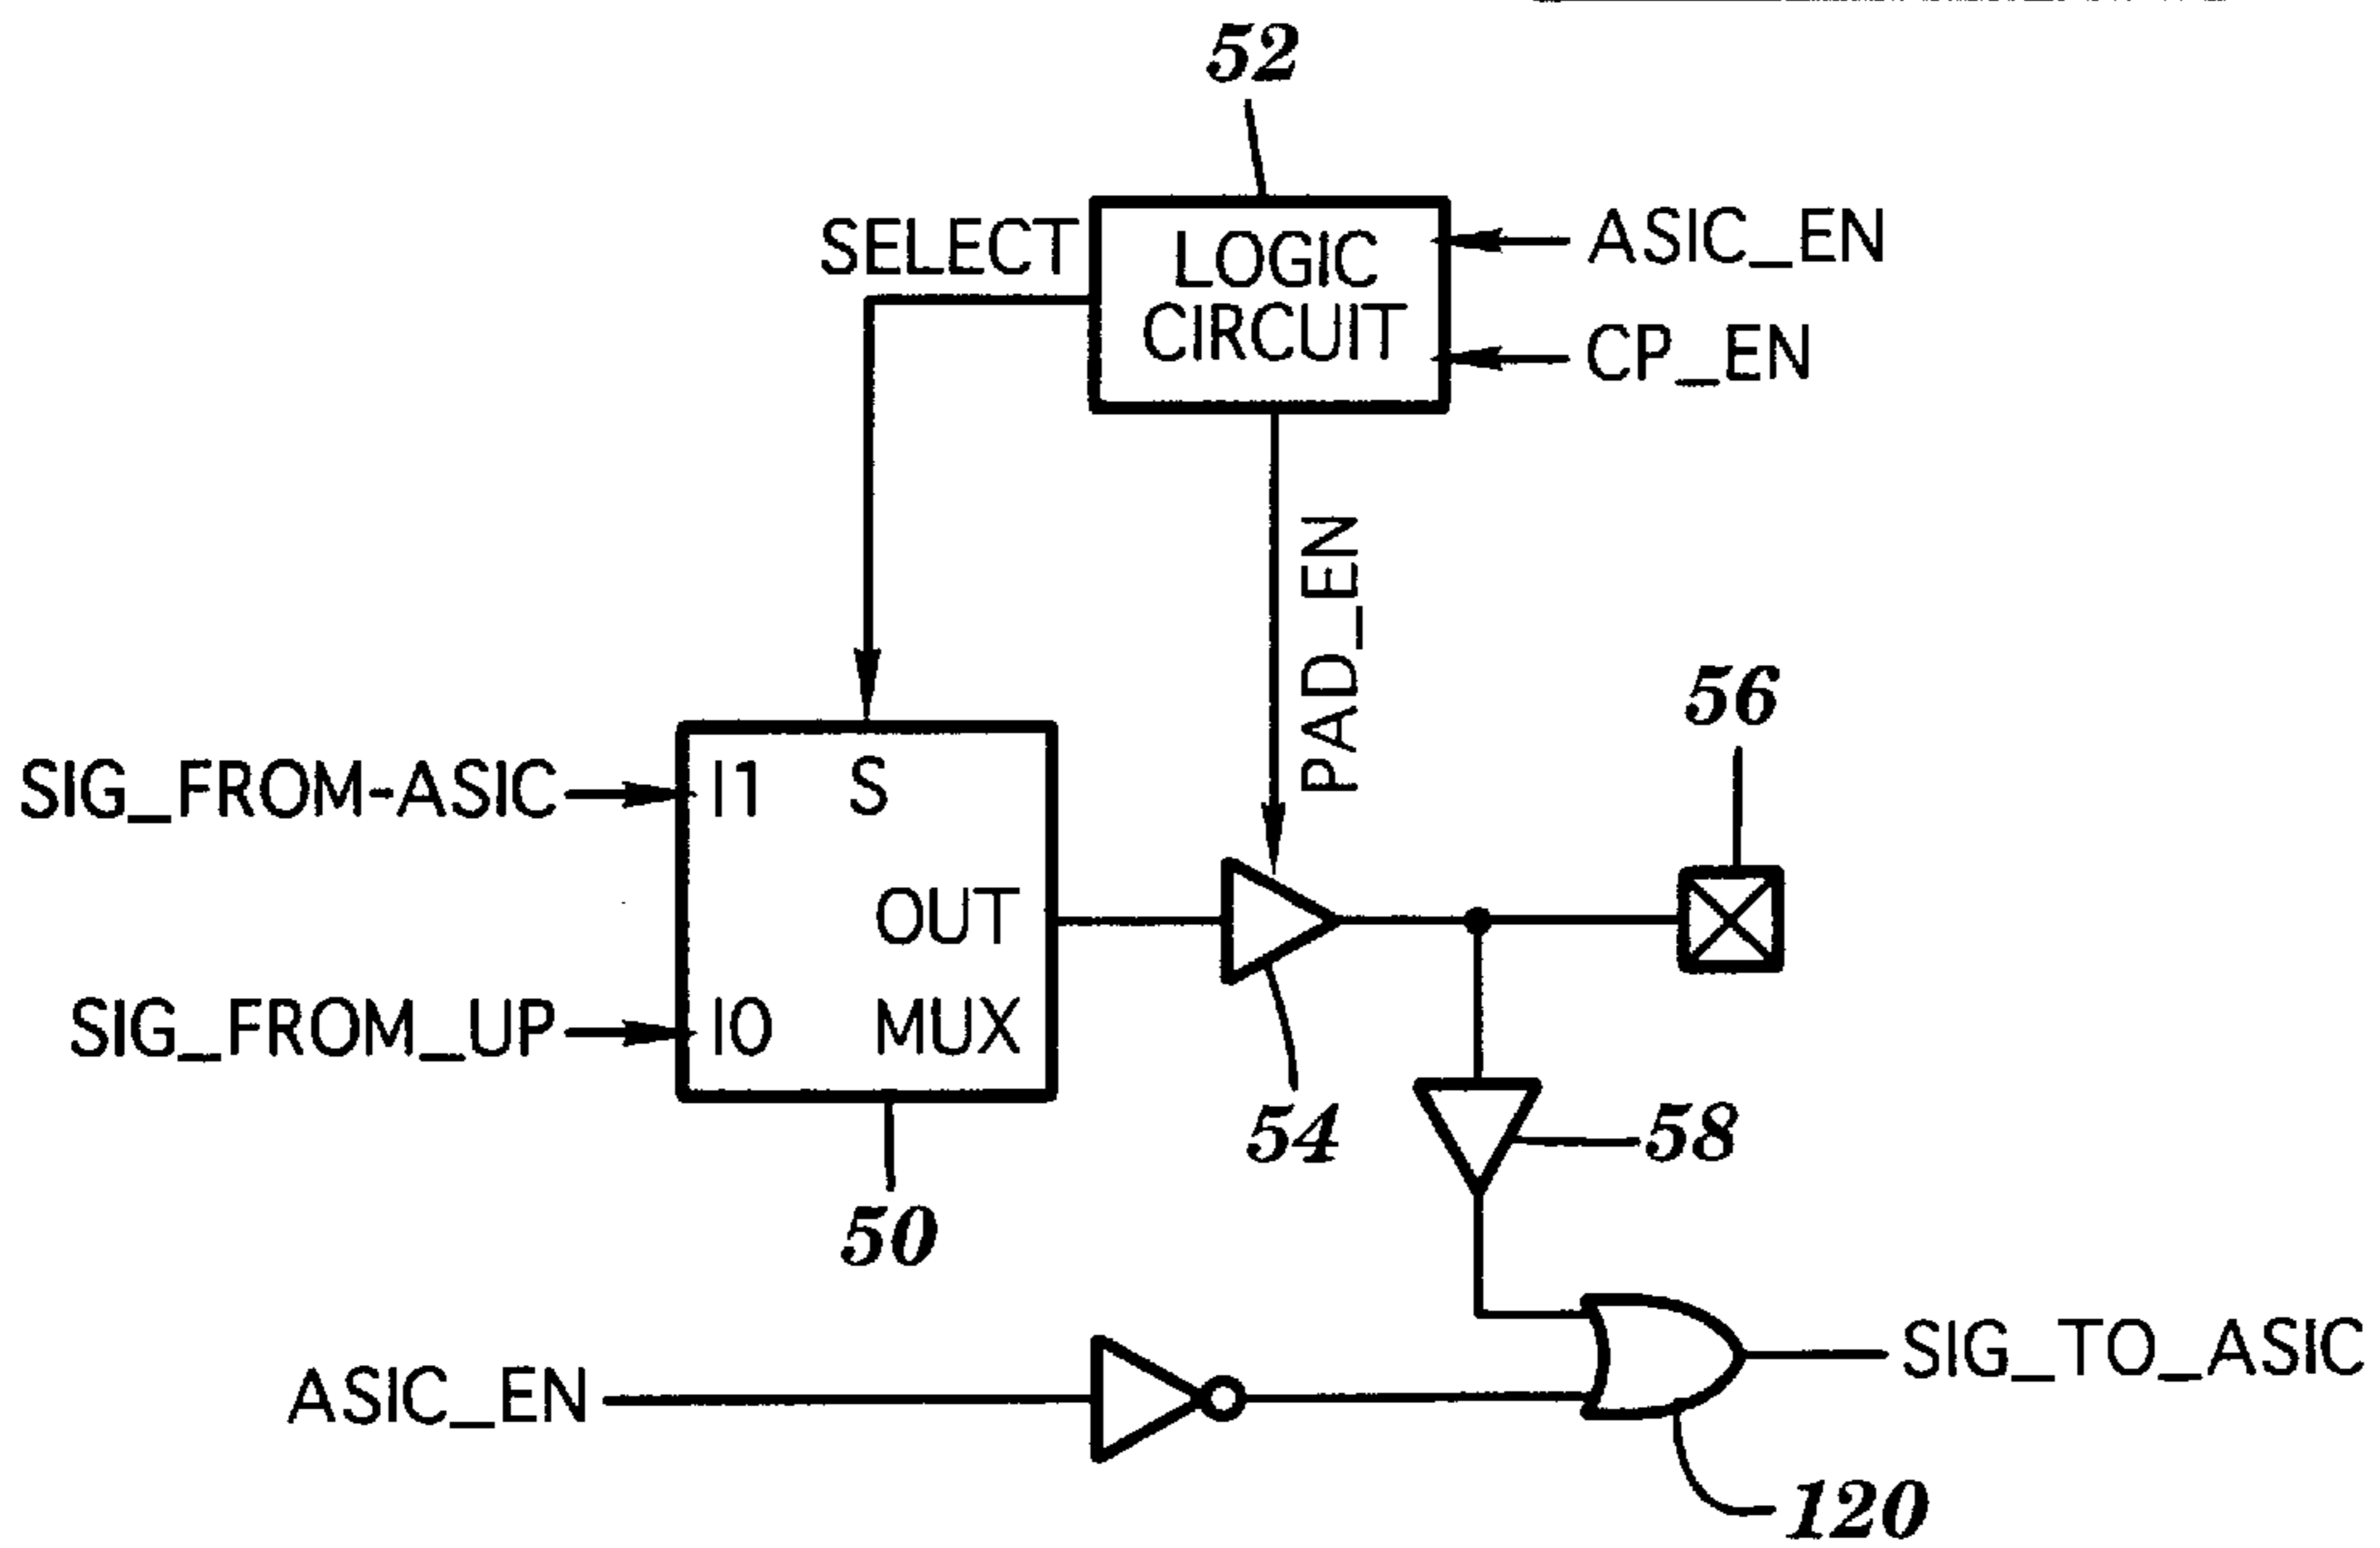 52
SELECT
LOGIC
CIRCUIT
ASIC_EN
CP_EN
PAD_EN
56
SIG_FROM-ASIC
I1
S
OUT
SIG_FROM_UP
I0
MUX
54
58
50
ASIC_EN
SIG_TO_ASIC
120